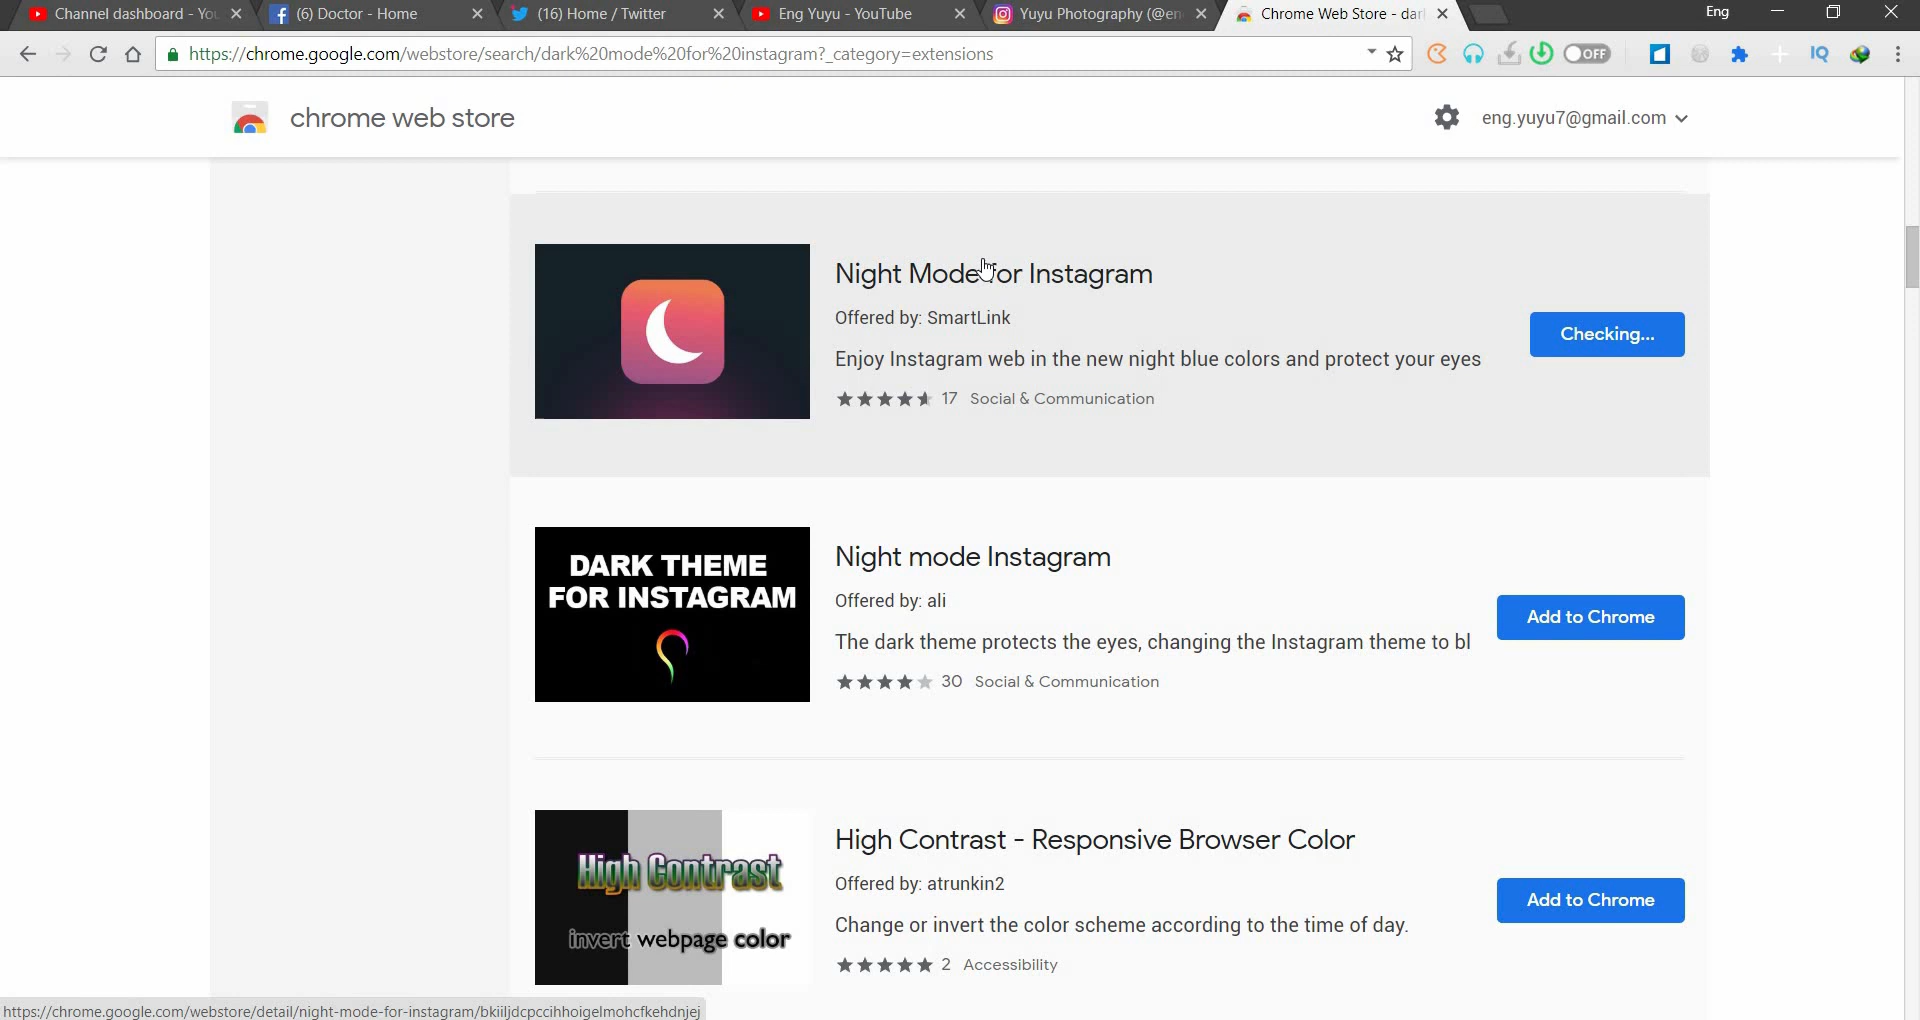 Channel dashboard - You
(6) Doctor - Home
(16) Home / Twitter
Eng Yuyu - YouTube
Yuyu Photography (@en
Chrome Web Store - dar
Eng
https://chrome.google.com/webstore/search/dark%20mode%20for%20instagram?_category=extensions
OFF
IQ
chrome web store
eng.yuyu7@gmail.com
Night Mode for Instagram
Offered by: SmartLink
Enjoy Instagram web in the new night blue colors and protect your eyes
17 Social & Communication
Checking...
DARK THEME
FOR INSTAGRAM
Night mode Instagram
Offered by: ali
The dark theme protects the eyes, changing the Instagram theme to bl
30 Social & Communication
Add to Chrome
High Contrast
invert webpage color
High Contrast - Responsive Browser Color
Offered by: atrunkin2
Change or invert the color scheme according to the time of day.
2 Accessibility
Add to Chrome
https://chrome.google.com/webstore/detail/night-mode-for-instagram/bkiiljdcpccihhoigelmohcfkehdnjej